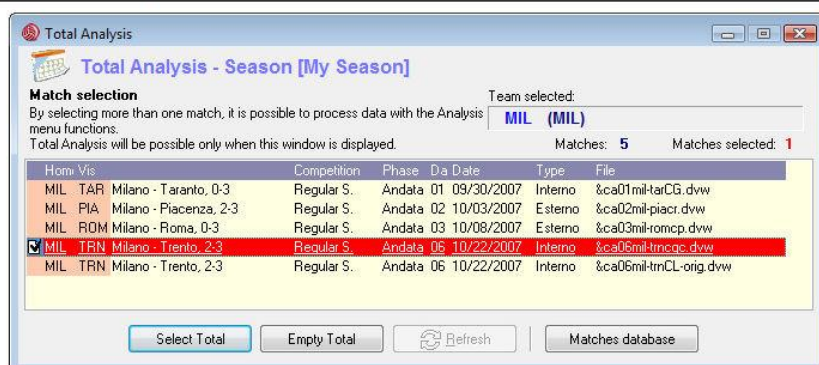 Total Analysis
Total Analysis - Season [My Season]
Match selection
By selecting more than one match, it is possible to process data with the Analysis
menu functions.
Total Analysis will be possible only when this window is displayed.
Team selected:
MIL (MIL)
Matches: 5 Matches selected: 1
Hom Vis Competition Phase Da Date Type File
MIL TAR Milano - Taranto, 0-3 Regular S. Andata 01 09/30/2007 Interno &ca01mil-tarCG.dvw
MIL PIA Milano - Piacenza, 2-3 Regular S. Andata 02 10/03/2007 Esterno &ca02mil-piacr.dvw
MIL ROM Milano - Roma, 0-3 Regular S. Andata 03 10/08/2007 Esterno &ca03mil-romcp.dvw
MIL TRN Milano - Trento, 2-3 Regular S. Andata 06 10/22/2007 Interno &ca06mil-trncqc.dvw
MIL TRN Milano - Trento, 2-3 Regular S. Andata 06 10/22/2007 Interno &ca06mil-trnCL-orig.dvw
Select Total Empty Total Refresh Matches database